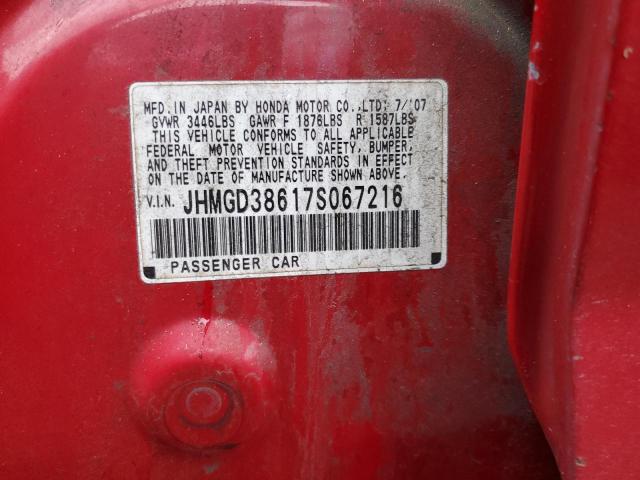 MFD. IN JAPAN BY HONDA MOTOR CO., LTD: 7/'07
GVWR 3446LBS GAWR F 1876LBS R 1587LBS
THIS VEHICLE CONFORMS TO ALL APPLICABLE
FEDERAL MOTOR VEHICLE SAFETY, BUMPER,
AND THEFT PREVENTION STANDARDS IN EFFECT
ON THE DATE OF MANUFACTURE SHOWN ABOVE.
V.I.N. JHMGD38617S067216
PASSENGER CAR